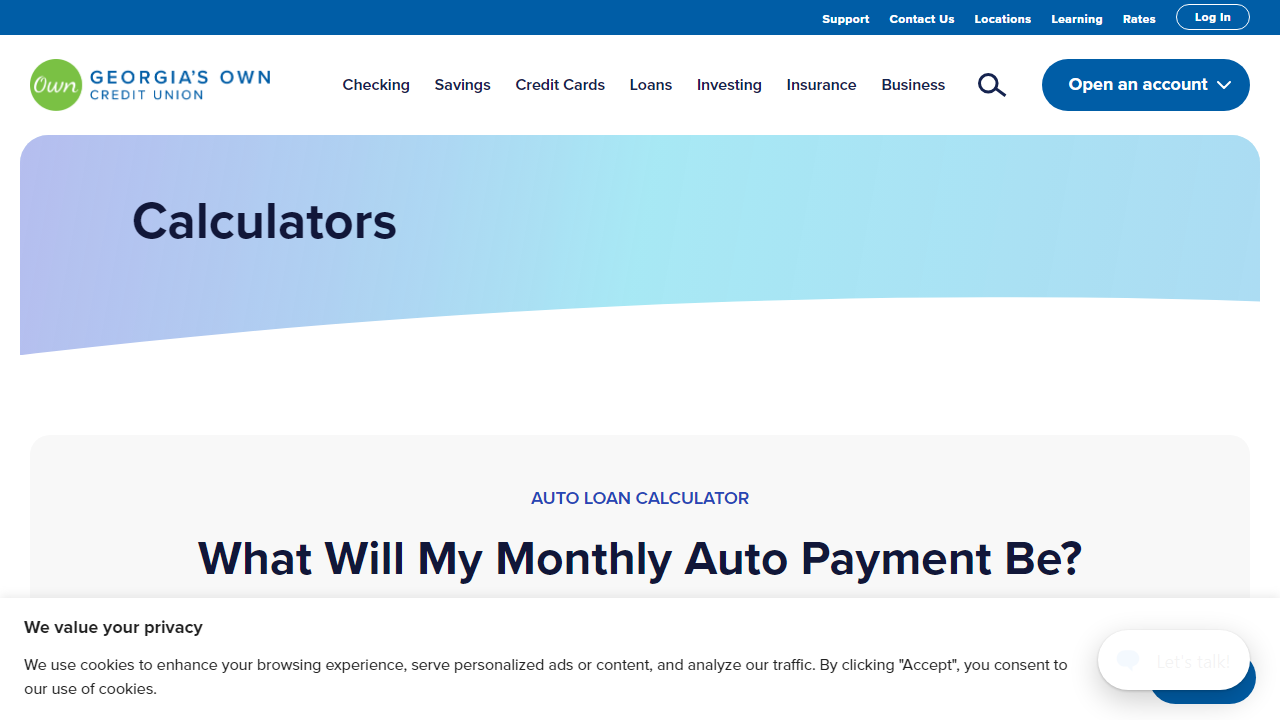 Support Contact Us Locations Learning Rates Log In
Own GEORGIA'S OWN
CREDIT UNION
Checking Savings Credit Cards Loans Investing Insurance Business Open an account
Calculators
AUTO LOAN CALCULATOR
What Will My Monthly Auto Payment Be?
We value your privacy
We use cookies to enhance your browsing experience, serve personalized ads or content, and analyze our traffic. By clicking "Accept", you consent to
our use of cookies.
Let's talk!